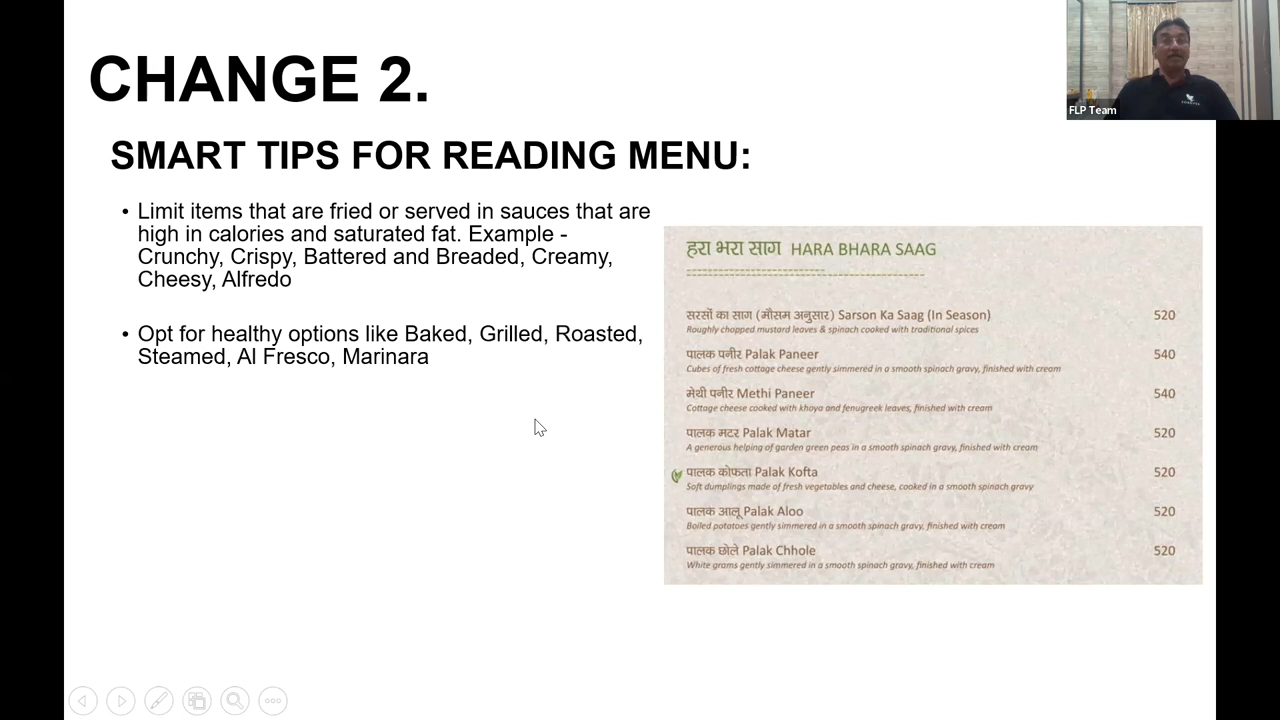 CHANGE 2.
SMART TIPS FOR READING MENU:
• Limit items that are fried or served in sauces that are
high in calories and saturated fat. Example -
Crunchy, Crispy, Battered and Breaded, Creamy,
Cheesy, Alfredo
• Opt for healthy options like Baked, Grilled, Roasted,
Steamed, Al Fresco, Marinara
हरा भरा साग HARA BHARA SAAG
सरसों का साग (मौसम अनुसार) Sarson Ka Saag (In Season) 520
Roughly chopped mustard leaves & spinach cooked with traditional spices
पालक पनीर Palak Paneer 540
Cubes of fresh cottage cheese gently simmered in a smooth spinach gravy, finished with cream
मेथी पनीर Methi Paneer 540
Cottage cheese cooked with khoya and fenugreek leaves, finished with cream
पालक मटर Palak Matar 520
A generous helping of garden green peas in a smooth spinach gravy, finished with cream
पालक कोफता Palak Kofta 520
Soft dumplings made of fresh vegetables and cheese, cooked in a smooth spinach gravy
पालक आलू Palak Aloo 520
Boiled potatoes gently simmered in a smooth spinach gravy, finished with cream
पालक छोले Palak Chhole 520
White grams gently simmered in a smooth spinach gravy, finished with cream
FLP Team